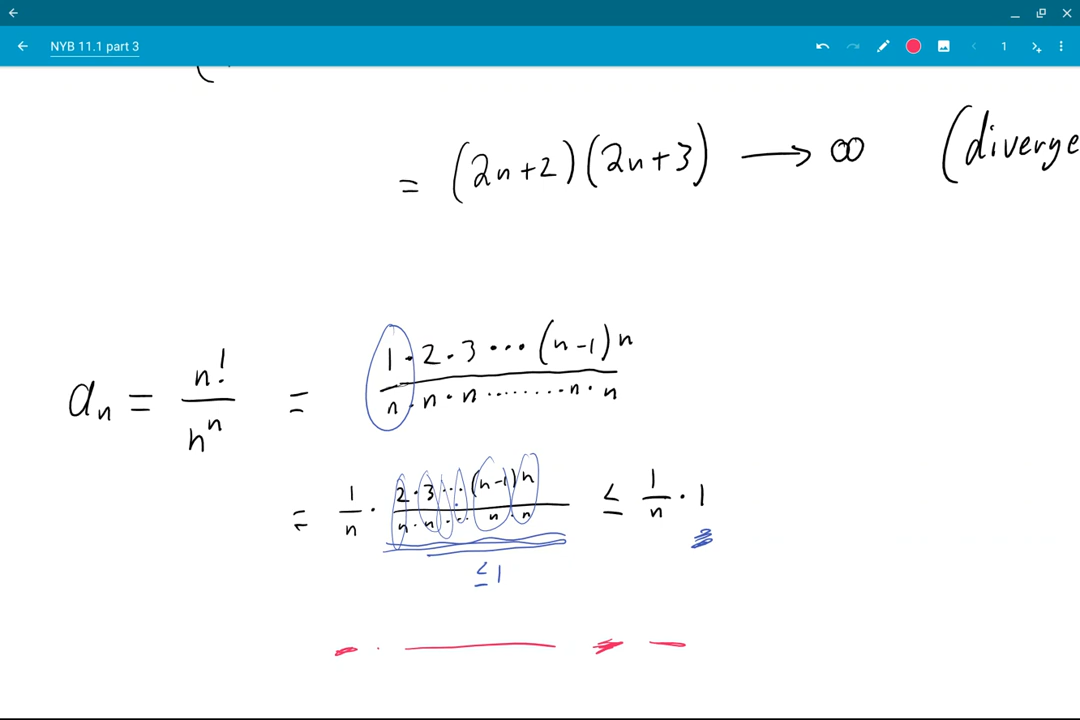 NYB 11.1 part 3
1
= (2n+2)(2n+3) ⟶ ∞ (diverge
aₙ = n!/nⁿ = 1·2·3···(n-1)n / n·n·n········n·n
= 1/n · 2·3···(n-1)n / n·n···n·n ≤ 1/n · 1
≤1